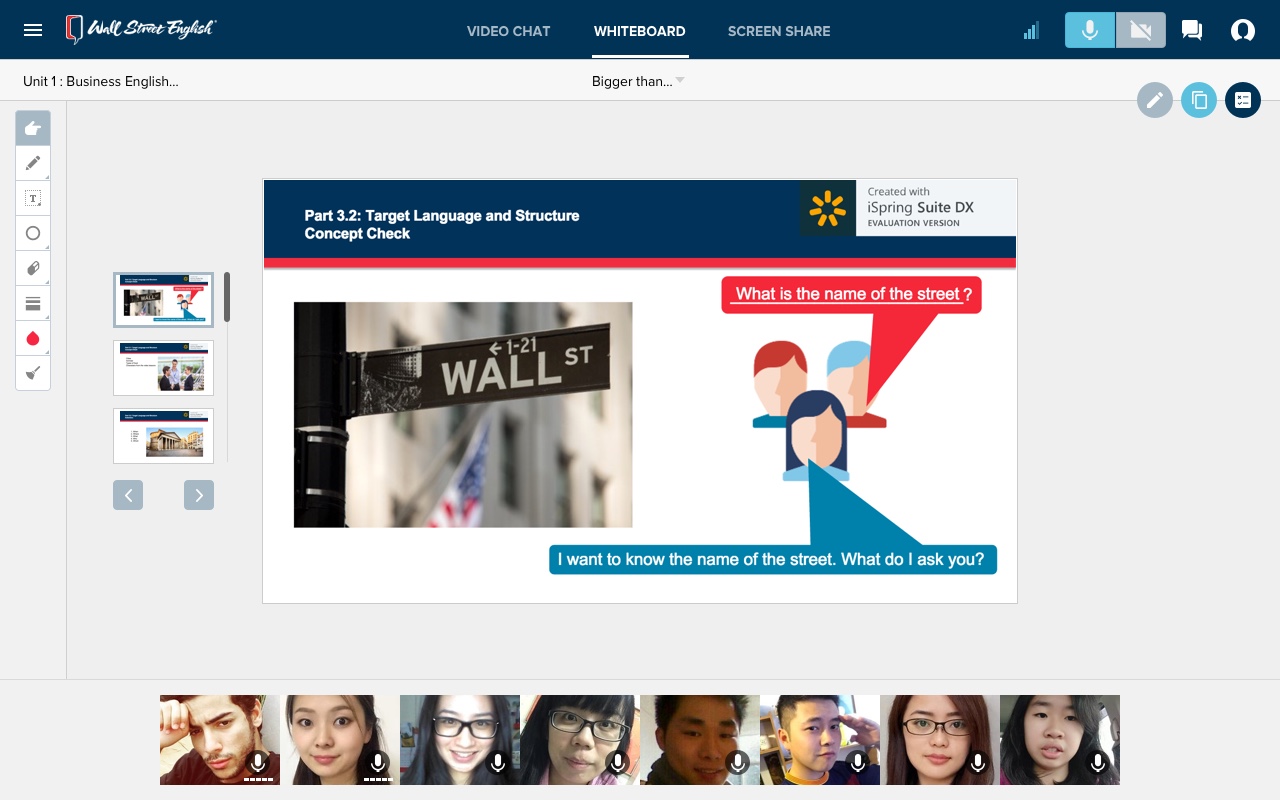 Wall Street English
VIDEO CHAT
WHITEBOARD
SCREEN SHARE
Unit 1 : Business English...
Bigger than...
T
Part 3.2: Target Language and Structure
Concept Check
Created with
iSpring Suite DX
EVALUATION VERSION
What is the name of the street ?
←1-21
WALL ST
I want to know the name of the street. What do I ask you?
WALL